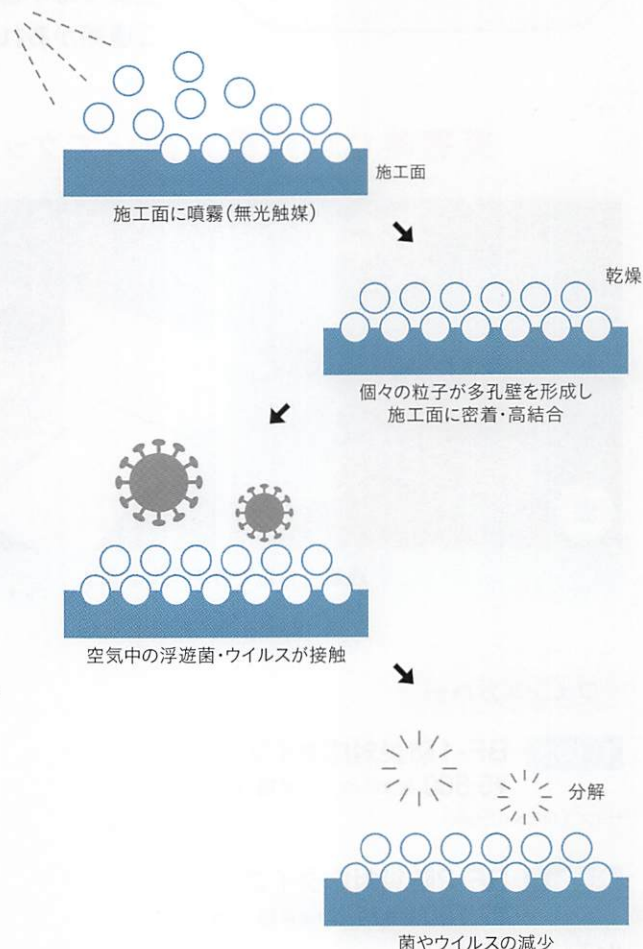 施工面
施工面に噴霧(無光触媒)
乾燥
個々の粒子が多孔壁を形成し
施工面に密着・高結合
空気中の浮遊菌・ウイルスが接触
分解
菌やウイルスの減少